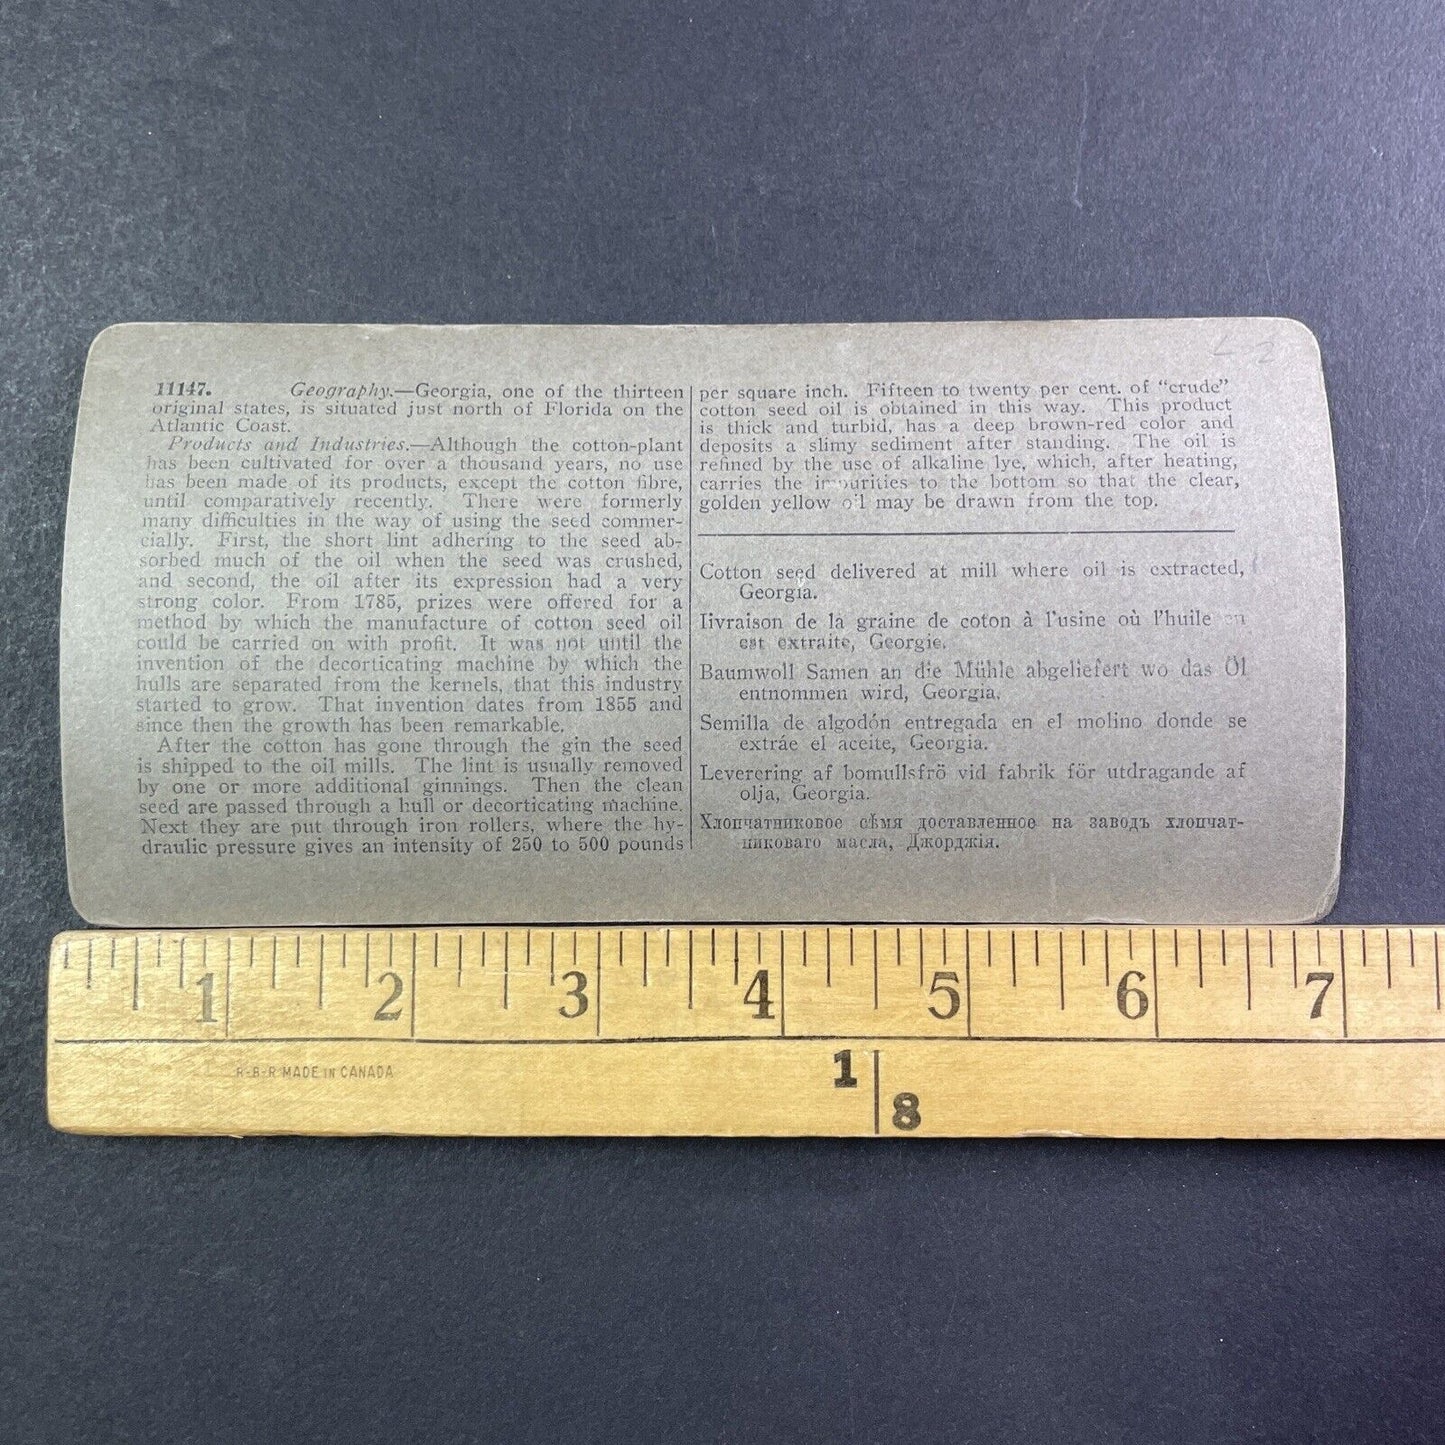 11147. Geography.—Georgia, one of the thirteen
original states, is situated just north of Florida on the
Atlantic Coast.
Products and Industries.—Although the cotton-plant
has been cultivated for over a thousand years, no use
has been made of its products, except the cotton fibre,
until comparatively recently. There were formerly
many difficulties in the way of using the seed commer-
cially. First, the short lint adhering to the seed ab-
sorbed much of the oil when the seed was crushed,
and second, the oil after its expression had a very
strong color. From 1785, prizes were offered for a
method by which the manufacture of cotton seed oil
could be carried on with profit. It was not until the
invention of the decorticating machine by which the
hulls are separated from the kernels, that this industry
started to grow. That invention dates from 1855 and
since then the growth has been remarkable.
After the cotton has gone through the gin the seed
is shipped to the oil mills. The lint is usually removed
by one or more additional ginnings. Then the clean
seed are passed through a hull or decorticating machine.
Next they are put through iron rollers, where the hy-
draulic pressure gives an intensity of 250 to 500 pounds
per square inch. Fifteen to twenty per cent. of "crude"
cotton seed oil is obtained in this way. This product
is thick and turbid, has a deep brown-red color and
deposits a slimy sediment after standing. The oil is
refined by the use of alkaline lye, which, after heating,
carries the impurities to the bottom so that the clear,
golden yellow oil may be drawn from the top.
Cotton seed delivered at mill where oil is extracted,
Georgia.
Livraison de la graine de coton à l'usine où l'huile en
est extraite, Georgie.
Baumwoll Samen an die Mühle abgeliefert wo das Öl
entnommen wird, Georgia.
Semilla de algodón entregada en el molino donde se
extráe el aceite, Georgia.
Leverering af bomullsfrö vid fabrik för utdragande af
olja, Georgia.
Хлопчатниковое сѣмя доставленное на заводъ хлопчат-
никоваго масла, Джорджія.
1 2 3 4 5 6 7
R-B-R MADE IN CANADA
1
8